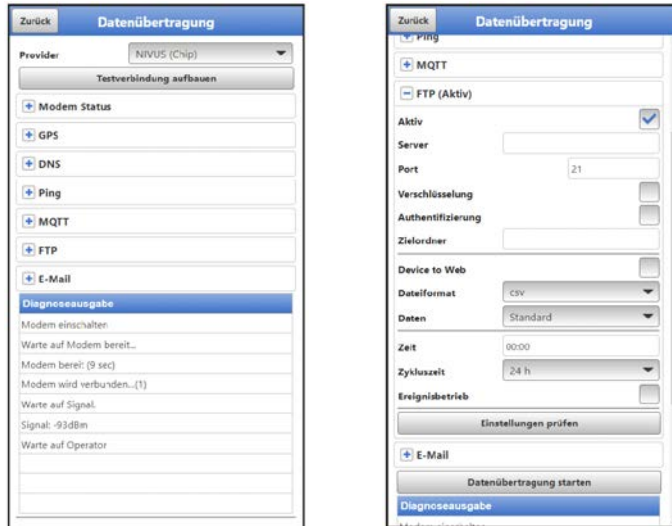 Zurück Datenübertragung
Provider NIVUS (Chip)
Testverbindung aufbauen
Modem Status
GPS
DNS
Ping
MQTT
FTP
E-Mail
Diagnoseausgabe
Modem einschalten
Warte auf Modem bereit...
Modem bereit (9 sec)
Modem wird verbunden...(1)
Warte auf Signal.
Signal: -93dBm
Warte auf Operator
Zurück Datenübertragung
Ping
MQTT
FTP (Aktiv)
Aktiv
Server
Port 21
Verschlüsselung
Authentifizierung
Zielordner
Device to Web
Dateiformat csv
Daten Standard
Zeit 00:00
Zykluszeit 24 h
Ereignisbetrieb
Einstellungen prüfen
E-Mail
Datenübertragung starten
Diagnoseausgabe
Modem einschalten